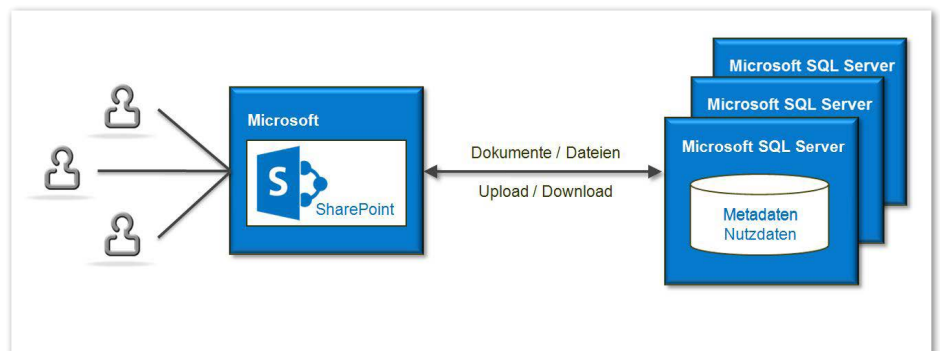 Microsoft SQL Server
Microsoft SQL Server
Microsoft SQL Server
Microsoft
S
SharePoint
Dokumente / Dateien
Upload / Download
Metadaten
Nutzdaten